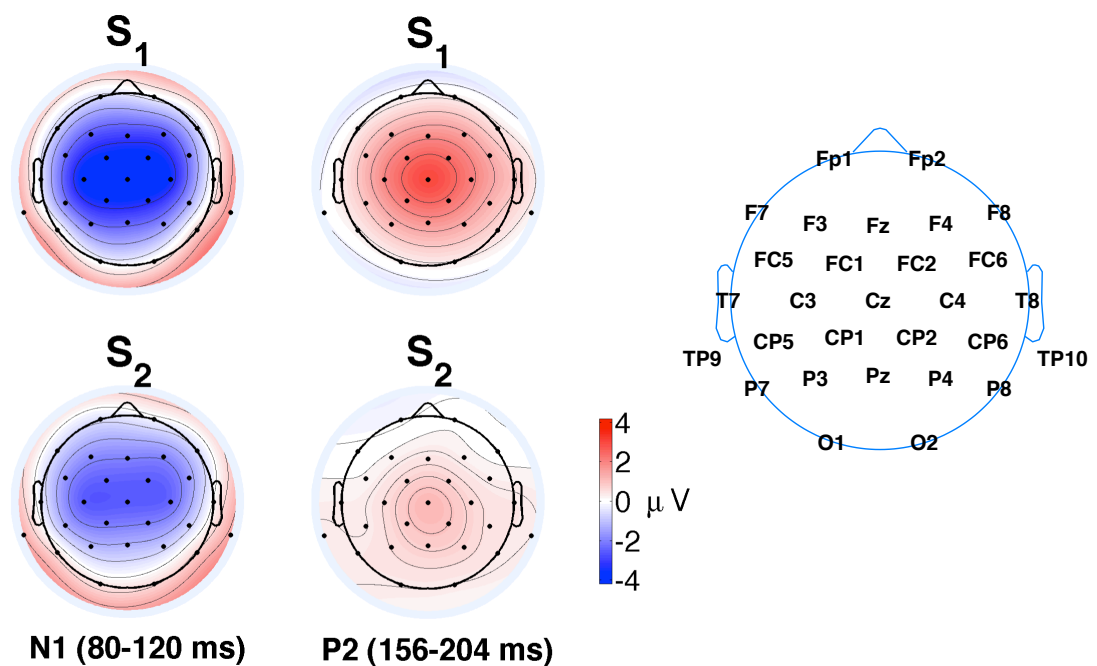 S1 S1
S2 S2
N1 (80-120 ms) P2 (156-204 ms)
4
2
0 μ V
-2
-4
Fp1 Fp2
F7 F3 Fz F4 F8
FC5 FC1 FC2 FC6
T7 C3 Cz C4 T8
CP5 CP1 CP2 CP6
TP9 TP10
P7 P3 Pz P4 P8
O1 O2